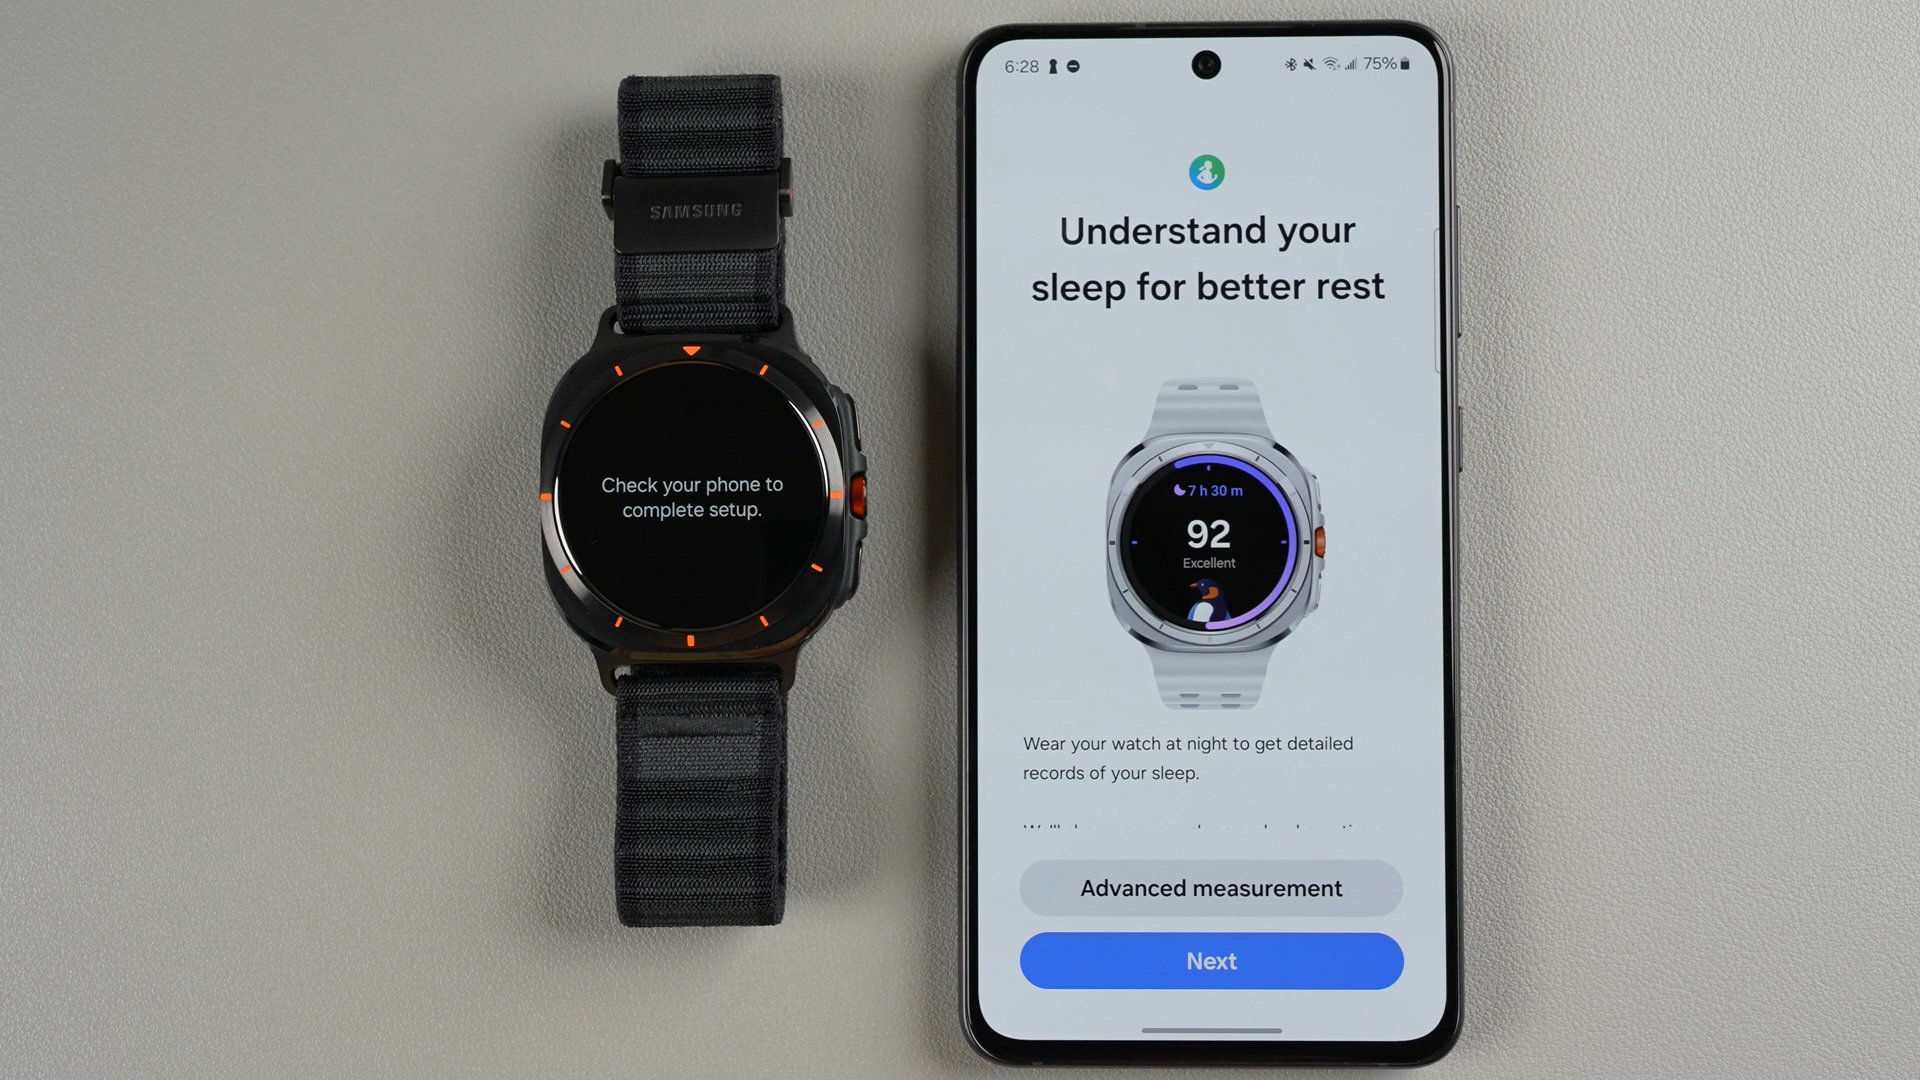 SAMSUNG
Check your phone to
complete setup.
6:28
75%
Understand your
sleep for better rest
7 h 30 m
92
Excellent
Wear your watch at night to get detailed
records of your sleep.
Advanced measurement
Next